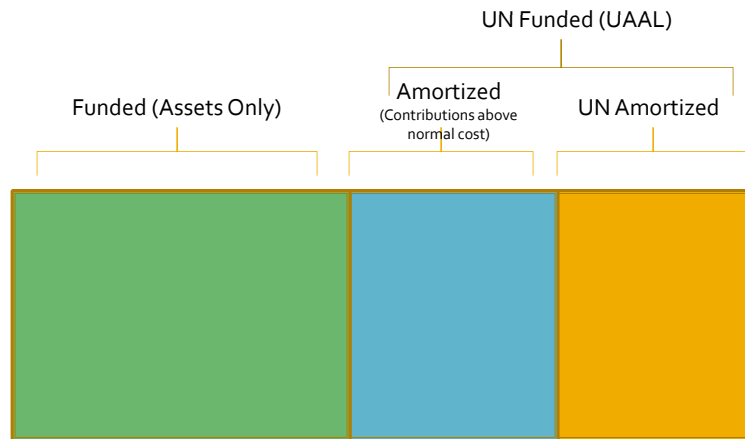 UN Funded (UAAL)
Funded (Assets Only)
Amortized
(Contributions above
normal cost)
UN Amortized